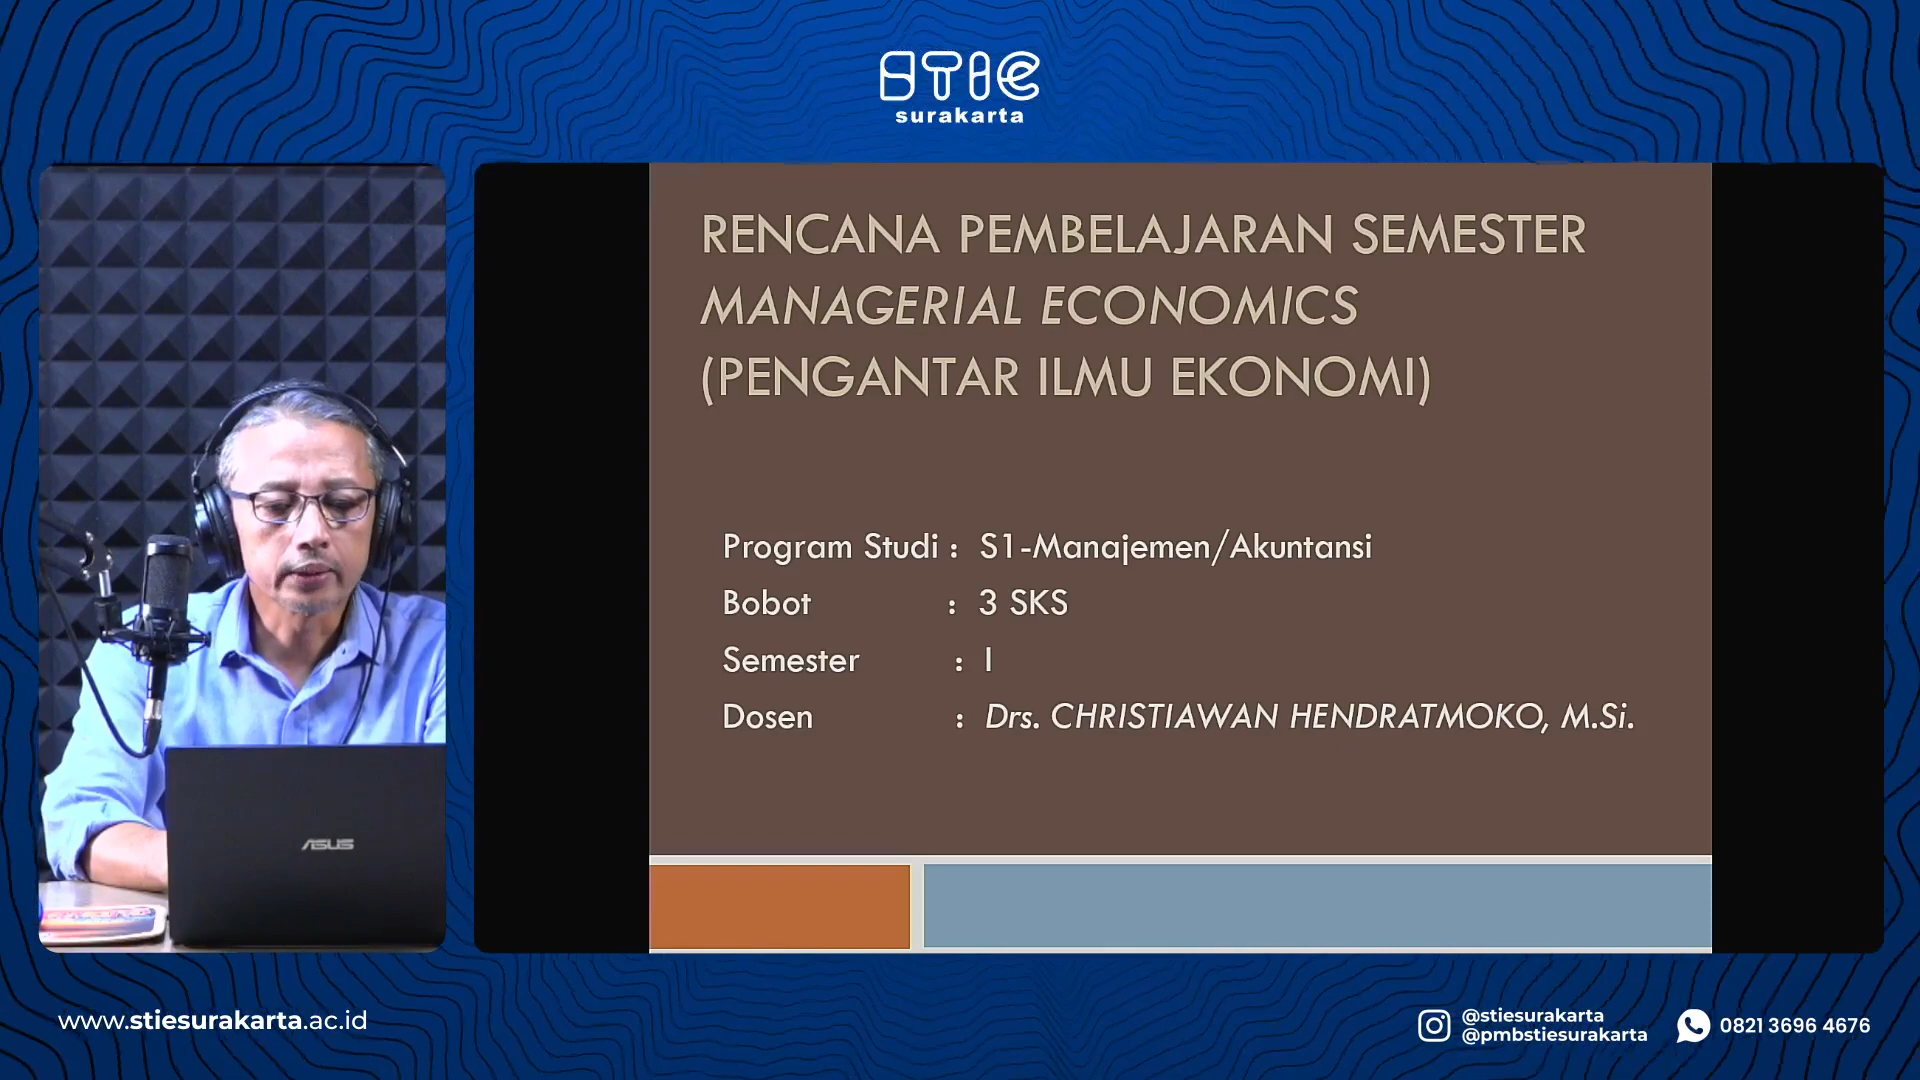 STIE
surakarta
RENCANA PEMBELAJARAN SEMESTER
MANAGERIAL ECONOMICS
(PENGANTAR ILMU EKONOMI)
Program Studi : S1-Manajemen/Akuntansi
Bobot : 3 SKS
Semester : I
Dosen : Drs. CHRISTIAWAN HENDRATMOKO, M.Si.
ASUS
www.stiesurakarta.ac.id
@stiesurakarta
@pmbstiesurakarta
0821 3696 4676